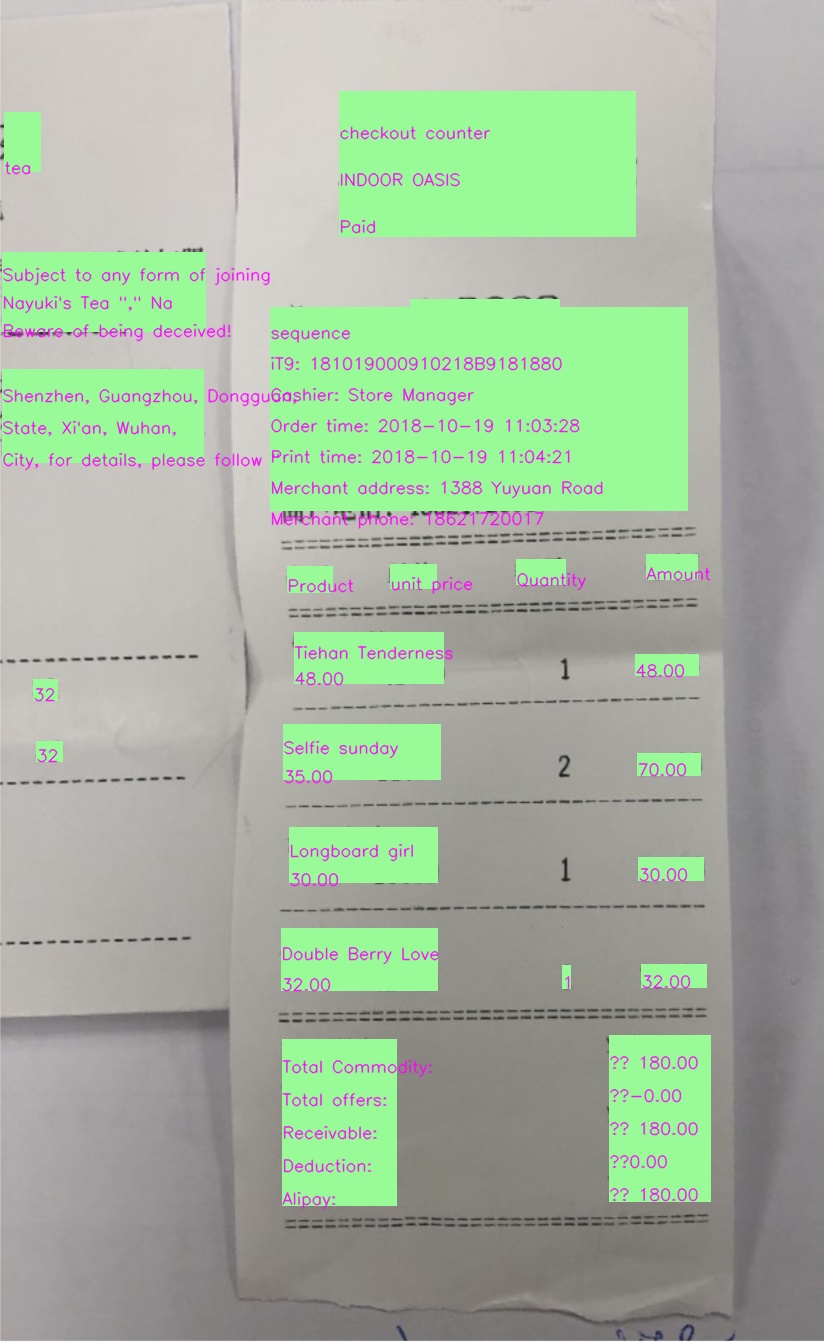 checkout counter
INDOOR OASIS
Paid
sequence
iT9: 181019000910218B9181880
Cashier: Store Manager
Order time: 2018-10-19 11:03:28
Print time: 2018-10-19 11:04:21
Merchant address: 1388 Yuyuan Road
Merchant phone: 18621720017
Product unit price Quantity Amount
Tiehan Tenderness
48.00 1 48.00
Selfie sunday
35.00 2 70.00
Longboard girl
30.00 1 30.00
Double Berry Love
32.00 1 32.00
Total Commodity: ?? 180.00
Total offers: ??-0.00
Receivable: ?? 180.00
Deduction: ??0.00
Alipay: ?? 180.00
tea
Subject to any form of joining
Nayuki's Tea "," Na
Beware of being deceived!
Shenzhen, Guangzhou, Dongguan,
State, Xi'an, Wuhan,
City, for details, please follow
32
32